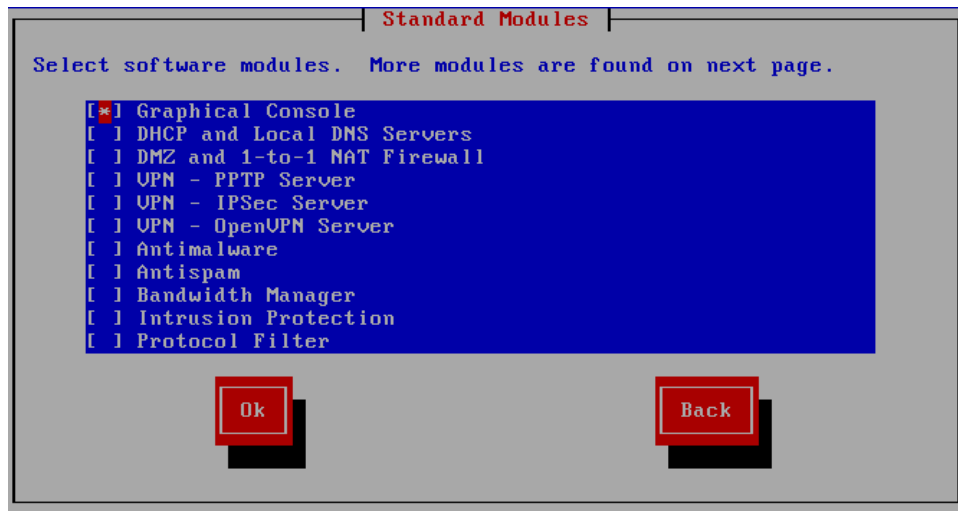 Standard Modules
Select software modules.  More modules are found on next page.
[*] Graphical Console
[ ] DHCP and Local DNS Servers
[ ] DMZ and 1-to-1 NAT Firewall
[ ] VPN - PPTP Server
[ ] VPN - IPSec Server
[ ] VPN - OpenVPN Server
[ ] Antimalware
[ ] Antispam
[ ] Bandwidth Manager
[ ] Intrusion Protection
[ ] Protocol Filter
Ok Back